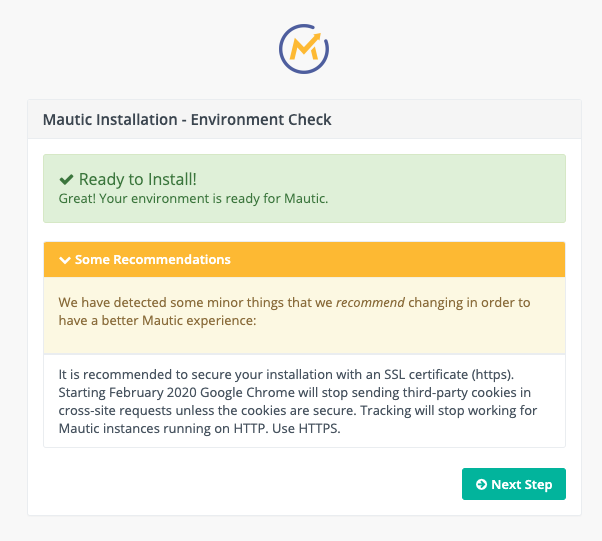 Mautic Installation - Environment Check
Ready to Install!
Great! Your environment is ready for Mautic.
Some Recommendations
We have detected some minor things that we recommend changing in order to
have a better Mautic experience:
It is recommended to secure your installation with an SSL certificate (https).
Starting February 2020 Google Chrome will stop sending third-party cookies in
cross-site requests unless the cookies are secure. Tracking will stop working for
Mautic instances running on HTTP. Use HTTPS.
Next Step